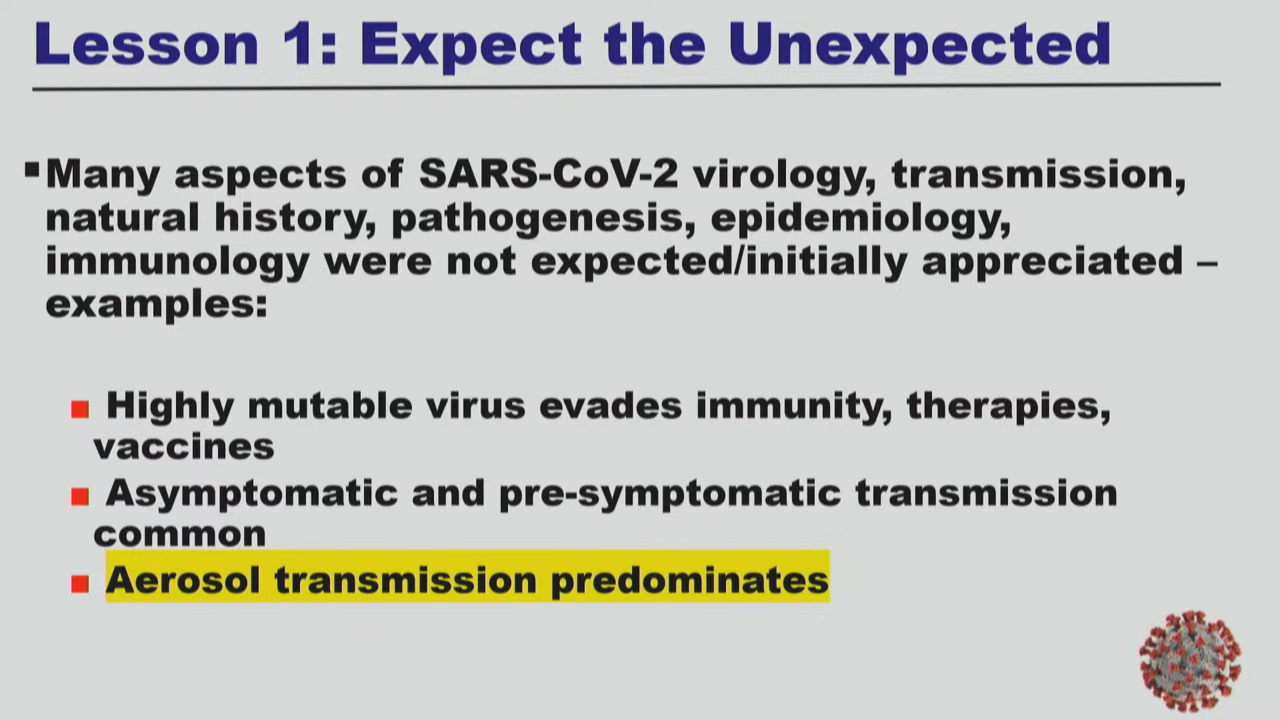 Lesson 1: Expect the Unexpected
▪Many aspects of SARS-CoV-2 virology, transmission,
natural history, pathogenesis, epidemiology,
immunology were not expected/initially appreciated –
examples:
▪ Highly mutable virus evades immunity, therapies,
vaccines
▪ Asymptomatic and pre-symptomatic transmission
common
▪ Aerosol transmission predominates